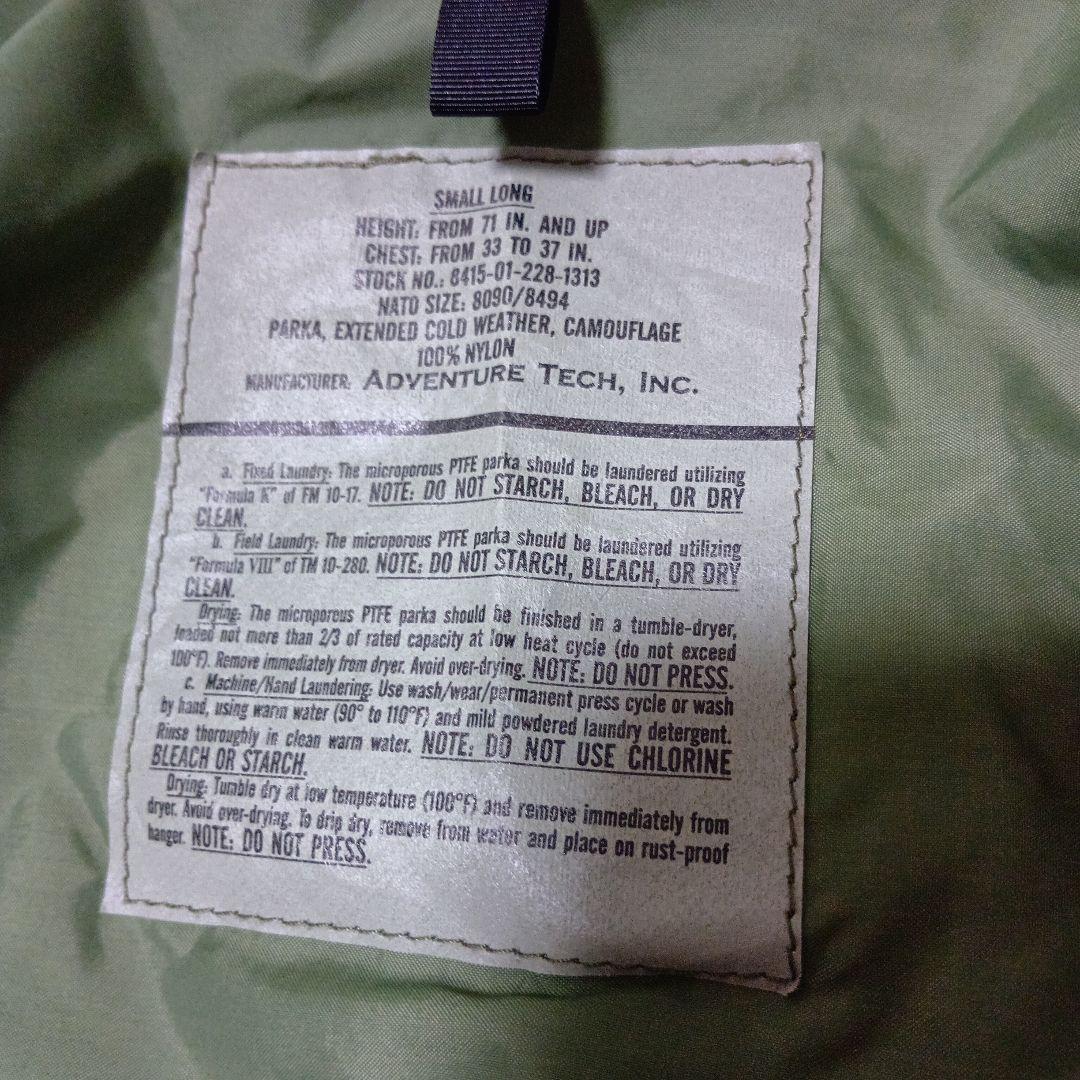 SMALL LONG
HEIGHT: FROM 71 IN. AND UP
CHEST: FROM 33 TO 37 IN.
STOCK NO.: 8415-01-228-1313
NATO SIZE: 8090/8494
PARKA, EXTENDED COLD WEATHER, CAMOUFLAGE
100% NYLON
MANUFACTURER: ADVENTURE TECH, INC.
a. Fixed Laundry: The microporous PTFE parka should be laundered utilizing
"Formula K" of FM 10-17. NOTE: DO NOT STARCH, BLEACH, OR DRY
CLEAN.
b. Field Laundry: The microporous PTFE parka should be laundered utilizing
"Formula VIII" of TM 10-280. NOTE: DO NOT STARCH, BLEACH, OR DRY
CLEAN.
Drying: The microporous PTFE parka should be finished in a tumble-dryer,
loaded not more than 2/3 of rated capacity at low heat cycle (do not exceed
100°F). Remove immediately from dryer. Avoid over-drying. NOTE: DO NOT PRESS.
c. Machine/Hand Laundering: Use wash/wear/permanent press cycle or wash
by hand, using warm water (90° to 110°F) and mild powdered laundry detergent.
Rinse thoroughly in clean warm water. NOTE: DO NOT USE CHLORINE
BLEACH OR STARCH.
Drying: Tumble dry at low temperature (100°F) and remove immediately from
dryer. Avoid over-drying. To drip dry, remove from water and place on rust-proof
hanger. NOTE: DO NOT PRESS.